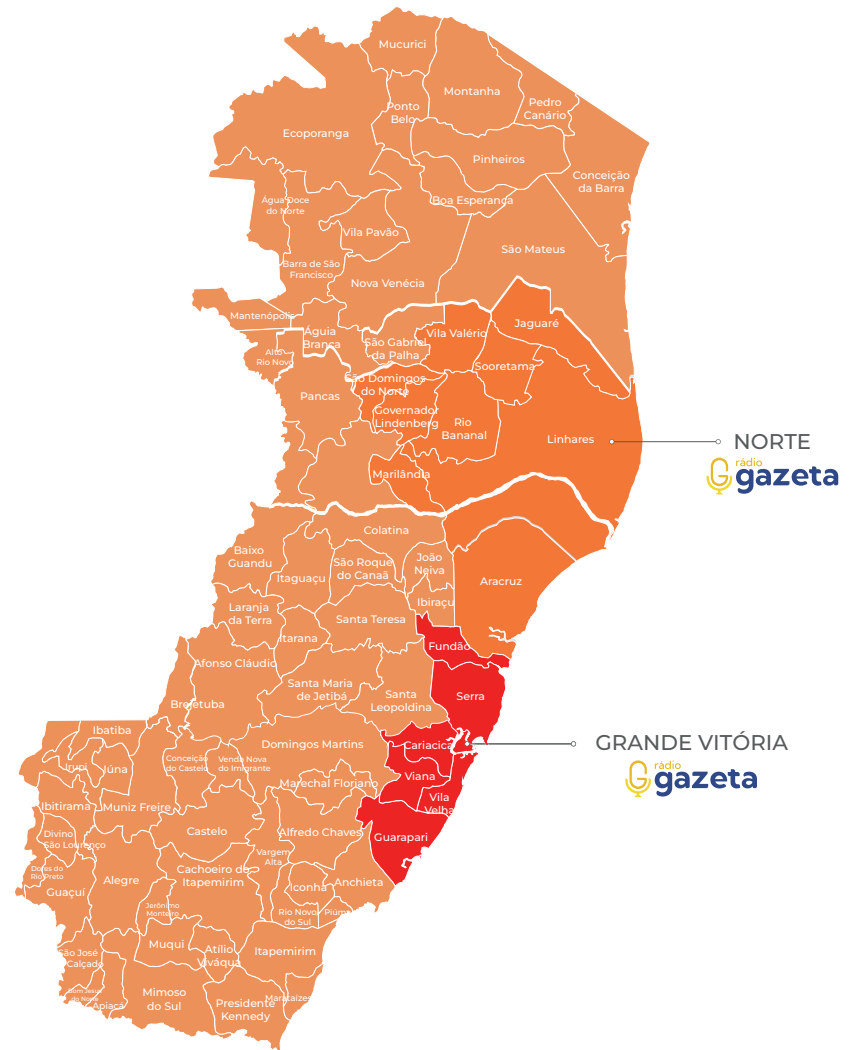 Mucurici
Montanha
Ponto
Belo
Pedro
Canário
Ecoporanga
Pinheiros
Conceição
da Barra
Água Doce
do Norte
Boa Esperança
Vila Pavão
São Mateus
Barra de São
Francisco
Nova Venécia
Mantenópolis
Águia
Branca
Jaguaré
Vila Valério
São Gabriel
da Palha
Alto
Rio Novo
Sooretama
São Domingos
do Norte
Pancas
Governador
Lindenberg
Rio
Bananal
Linhares
NORTE
rádio
gazeta
Marilândia
Colatina
Baixo
Guandu
São Roque
do Canaã
João
Neiva
Itaguaçu
Aracruz
Ibiraçu
Laranja
da Terra
Santa Teresa
Itarana
Fundão
Afonso Cláudio
Santa Maria
de Jetibá
Serra
Santa
Leopoldina
Brejetuba
Ibatiba
Domingos Martins
Cariacica
GRANDE VITÓRIA
rádio
gazeta
Irupi
Iúna
Conceição
do Castelo
Venda Nova
do Imigrante
Viana
Marechal Floriano
Ibitirama
Muniz Freire
Vila
Velha
Divino
São Lourenço
Castelo
Alfredo Chaves
Guarapari
Vargem
Alta
Dores do
Rio Preto
Alegre
Cachoeiro de
Itapemirim
Guaçuí
Iconha
Anchieta
Jerônimo
Monteiro
Rio Novo
do Sul
Piúm
Muqui
Atílio
Viváqua
Itapemirim
São José
Calçado
Bom Jesus
do Norte
Apiacá
Mimoso
do Sul
Presidente
Kennedy
Marataízes